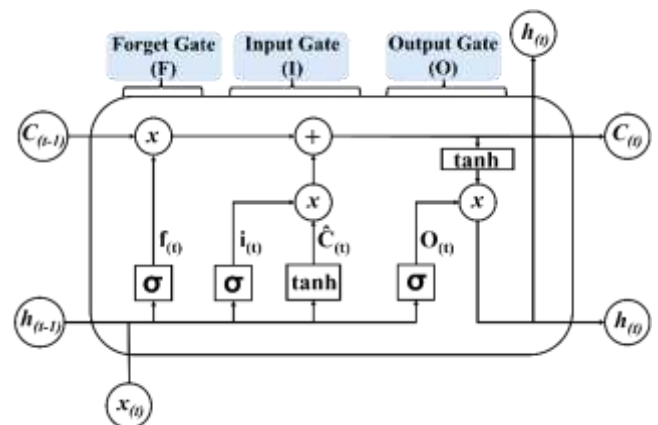 h(t)
Forget Gate
(F)
Input Gate
(I)
Output Gate
(O)
C(t-1)
x
+
C(t)
tanh
x
x
f(t)
i(t)
Ĉ(t)
O(t)
σ
σ
tanh
σ
h(t-1)
h(t)
x(t)